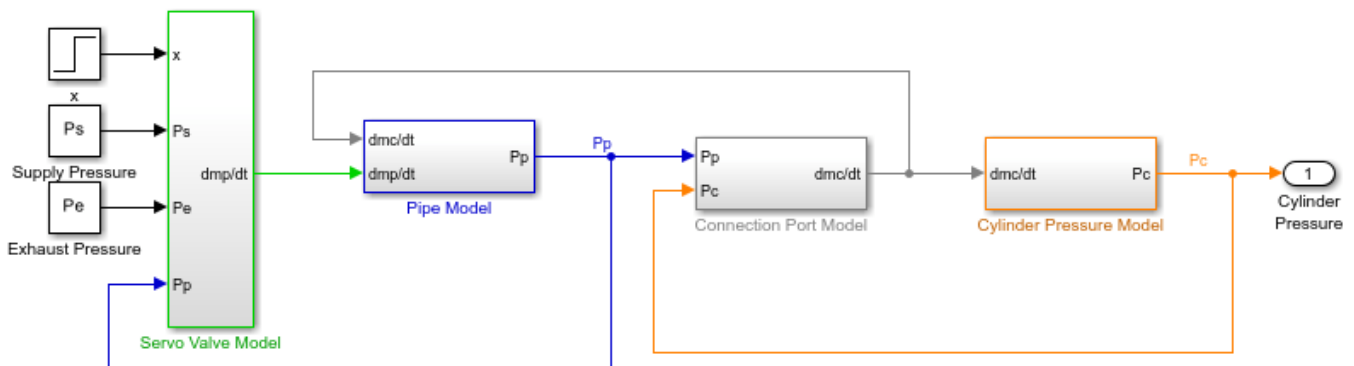 x
x
Ps
Ps
Supply Pressure
Pe
Pe
Exhaust Pressure
Pp
dmp/dt
Servo Valve Model
dmc/dt
dmp/dt
Pp
Pipe Model
Pp
Pp
Pc
dmc/dt
Connection Port Model
dmc/dt
Pc
Cylinder Pressure Model
Pc
1
Cylinder
Pressure